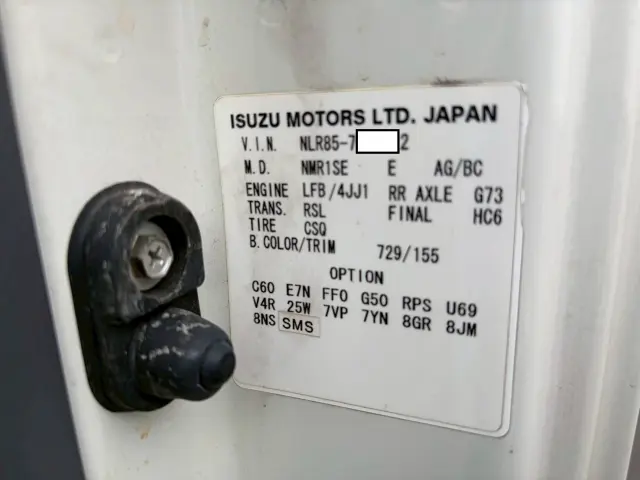 ISUZU MOTORS LTD. JAPAN
V.I.N. NLR85-7 2
M.D. NMR1SE E AG/BC
ENGINE LFB/4JJ1 RR AXLE G73
TRANS. RSL FINAL HC6
TIRE CSQ
B.COLOR/TRIM 729/155
OPTION
C60 E7N FF0 G50 RPS U69
V4R 25W 7VP 7YN 8GR 8JM
8NS SMS